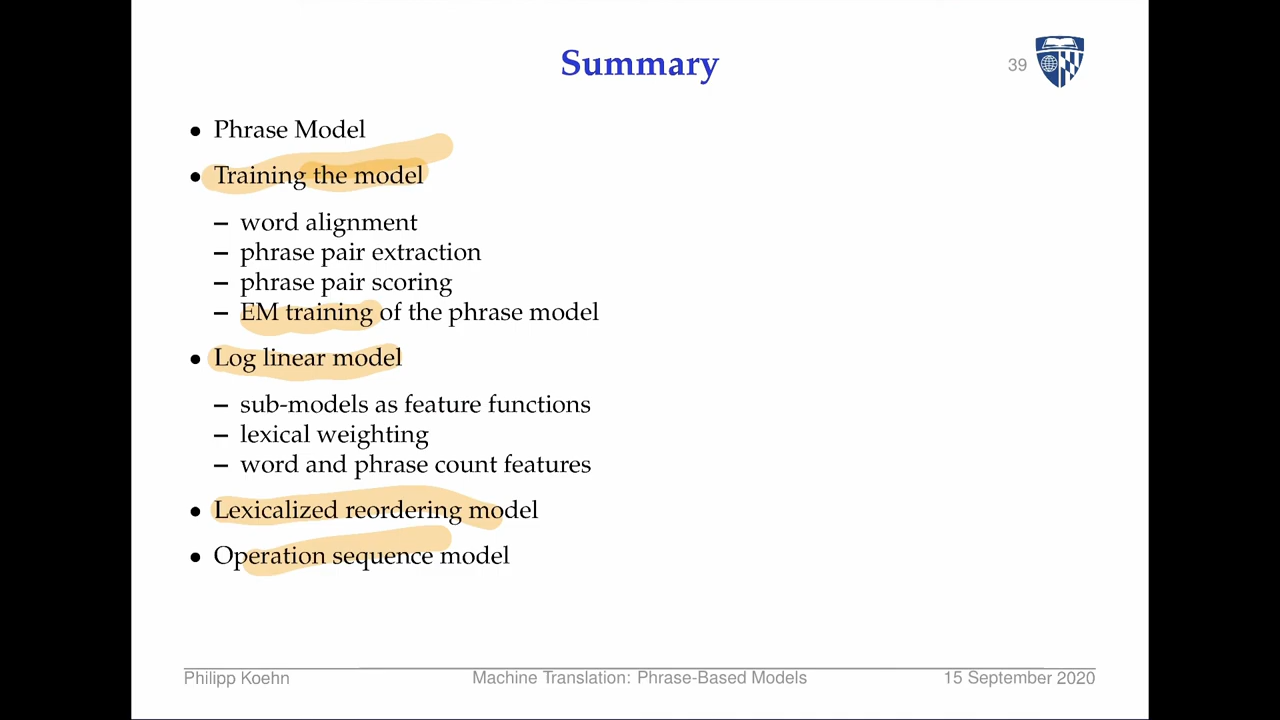 Summary
39
• Phrase Model
• Training the model
– word alignment
– phrase pair extraction
– phrase pair scoring
– EM training of the phrase model
• Log linear model
– sub-models as feature functions
– lexical weighting
– word and phrase count features
• Lexicalized reordering model
• Operation sequence model
Philipp Koehn
Machine Translation: Phrase-Based Models
15 September 2020